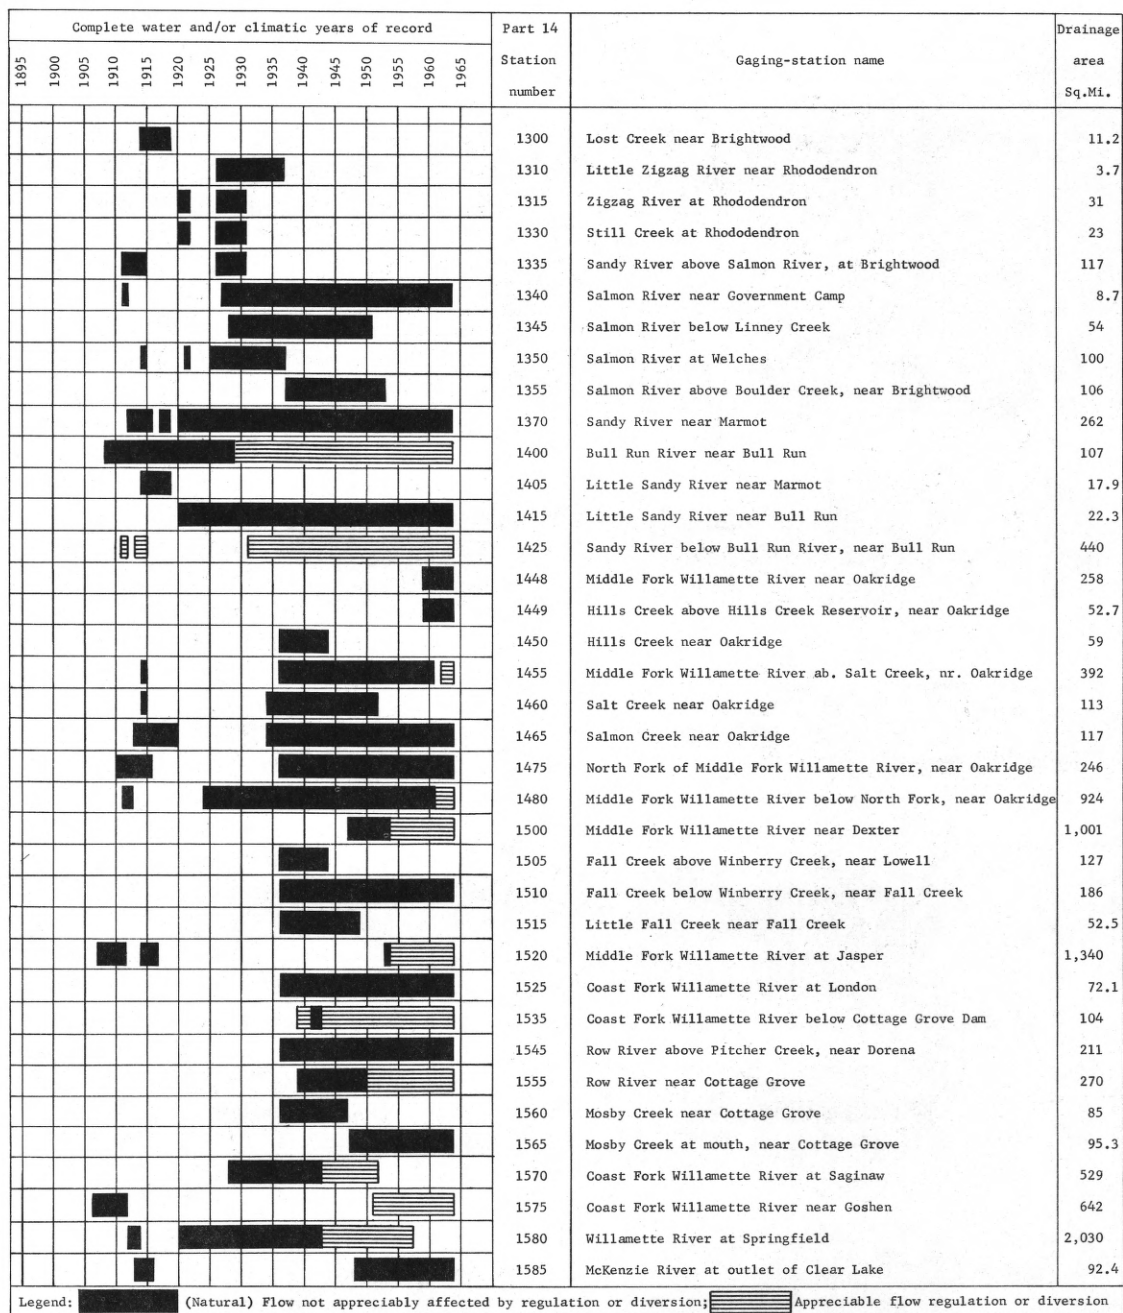 Complete water and/or climatic years of record Part 14 Station number Gaging-station name Drainage area Sq.Mi.
1895 1900 1905 1910 1915 1920 1925 1930 1935 1940 1945 1950 1955 1960 1965
1300 Lost Creek near Brightwood 11.2
1310 Little Zigzag River near Rhododendron 3.7
1315 Zigzag River at Rhododendron 31
1330 Still Creek at Rhododendron 23
1335 Sandy River above Salmon River, at Brightwood 117
1340 Salmon River near Government Camp 8.7
1345 Salmon River below Linney Creek 54
1350 Salmon River at Welches 100
1355 Salmon River above Boulder Creek, near Brightwood 106
1370 Sandy River near Marmot 262
1400 Bull Run River near Bull Run 107
1405 Little Sandy River near Marmot 17.9
1415 Little Sandy River near Bull Run 22.3
1425 Sandy River below Bull Run River, near Bull Run 440
1448 Middle Fork Willamette River near Oakridge 258
1449 Hills Creek above Hills Creek Reservoir, near Oakridge 52.7
1450 Hills Creek near Oakridge 59
1455 Middle Fork Willamette River ab. Salt Creek, nr. Oakridge 392
1460 Salt Creek near Oakridge 113
1465 Salmon Creek near Oakridge 117
1475 North Fork of Middle Fork Willamette River, near Oakridge 246
1480 Middle Fork Willamette River below North Fork, near Oakridge 924
1500 Middle Fork Willamette River near Dexter 1,001
1505 Fall Creek above Winberry Creek, near Lowell 127
1510 Fall Creek below Winberry Creek, near Fall Creek 186
1515 Little Fall Creek near Fall Creek 52.5
1520 Middle Fork Willamette River at Jasper 1,340
1525 Coast Fork Willamette River at London 72.1
1535 Coast Fork Willamette River below Cottage Grove Dam 104
1545 Row River above Pitcher Creek, near Dorena 211
1555 Row River near Cottage Grove 270
1560 Mosby Creek near Cottage Grove 85
1565 Mosby Creek at mouth, near Cottage Grove 95.3
1570 Coast Fork Willamette River at Saginaw 529
1575 Coast Fork Willamette River near Goshen 642
1580 Willamette River at Springfield 2,030
1585 McKenzie River at outlet of Clear Lake 92.4
Legend: (Natural) Flow not appreciably affected by regulation or diversion; Appreciable flow regulation or diversion